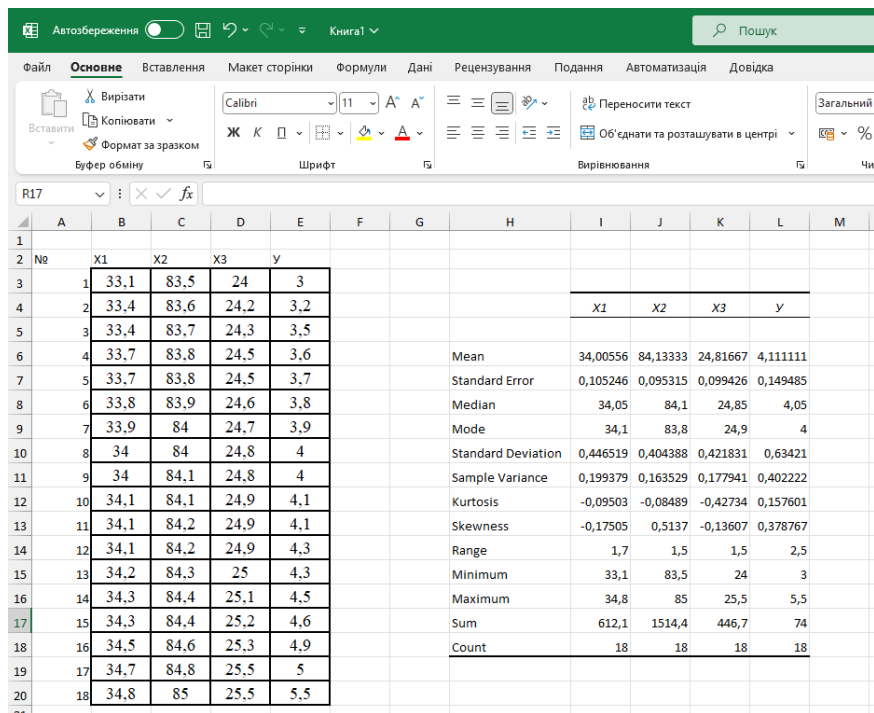 Автозбереження Книга1 Пошук
Файл Основне Вставлення Макет сторінки Формули Дані Рецензування Подання Автоматизація Довідка
Вставити Вирізати Calibri 11 Переносити текст Загальний
Копіювати Ж К П Об'єднати та розташувати в центрі %
Формат за зразком
Буфер обміну Шрифт Вирівнювання Чи
R17 fx
A B C D E F G H I J K L M
1
2 № X1 X2 X3 У
3 1 33,1 83,5 24 3
4 2 33,4 83,6 24,2 3,2 X1 X2 X3 У
5 3 33,4 83,7 24,3 3,5
6 4 33,7 83,8 24,5 3,6 Mean 34,00556 84,13333 24,81667 4,111111
7 5 33,7 83,8 24,5 3,7 Standard Error 0,105246 0,095315 0,099426 0,149485
8 6 33,8 83,9 24,6 3,8 Median 34,05 84,1 24,85 4,05
9 7 33,9 84 24,7 3,9 Mode 34,1 83,8 24,9 4
10 8 34 84 24,8 4 Standard Deviation 0,446519 0,404388 0,421831 0,63421
11 9 34 84,1 24,8 4 Sample Variance 0,199379 0,163529 0,177941 0,402222
12 10 34,1 84,1 24,9 4,1 Kurtosis -0,09503 -0,08489 -0,42734 0,157601
13 11 34,1 84,2 24,9 4,1 Skewness -0,17505 0,5137 -0,13607 0,378767
14 12 34,1 84,2 24,9 4,3 Range 1,7 1,5 1,5 2,5
15 13 34,2 84,3 25 4,3 Minimum 33,1 83,5 24 3
16 14 34,3 84,4 25,1 4,5 Maximum 34,8 85 25,5 5,5
17 15 34,3 84,4 25,2 4,6 Sum 612,1 1514,4 446,7 74
18 16 34,5 84,6 25,3 4,9 Count 18 18 18 18
19 17 34,7 84,8 25,5 5
20 18 34,8 85 25,5 5,5